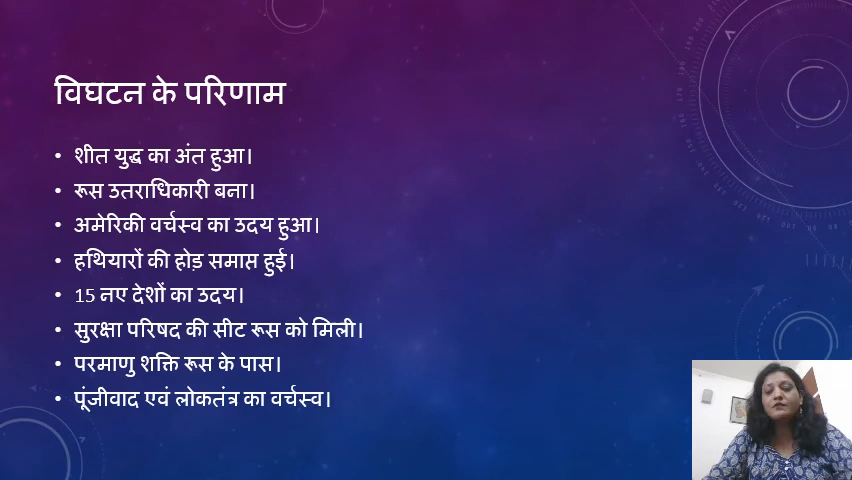 विघटन के परिणाम
• शीत युद्ध का अंत हुआ।
• रूस उतराधिकारी बना।
• अमेरिकी वर्चस्व का उदय हुआ।
• हथियारों की होड़ समाप्त हुई।
• 15 नए देशों का उदय।
• सुरक्षा परिषद की सीट रूस को मिली।
• परमाणु शक्ति रूस के पास।
• पूंजीवाद एवं लोकतंत्र का वर्चस्व।